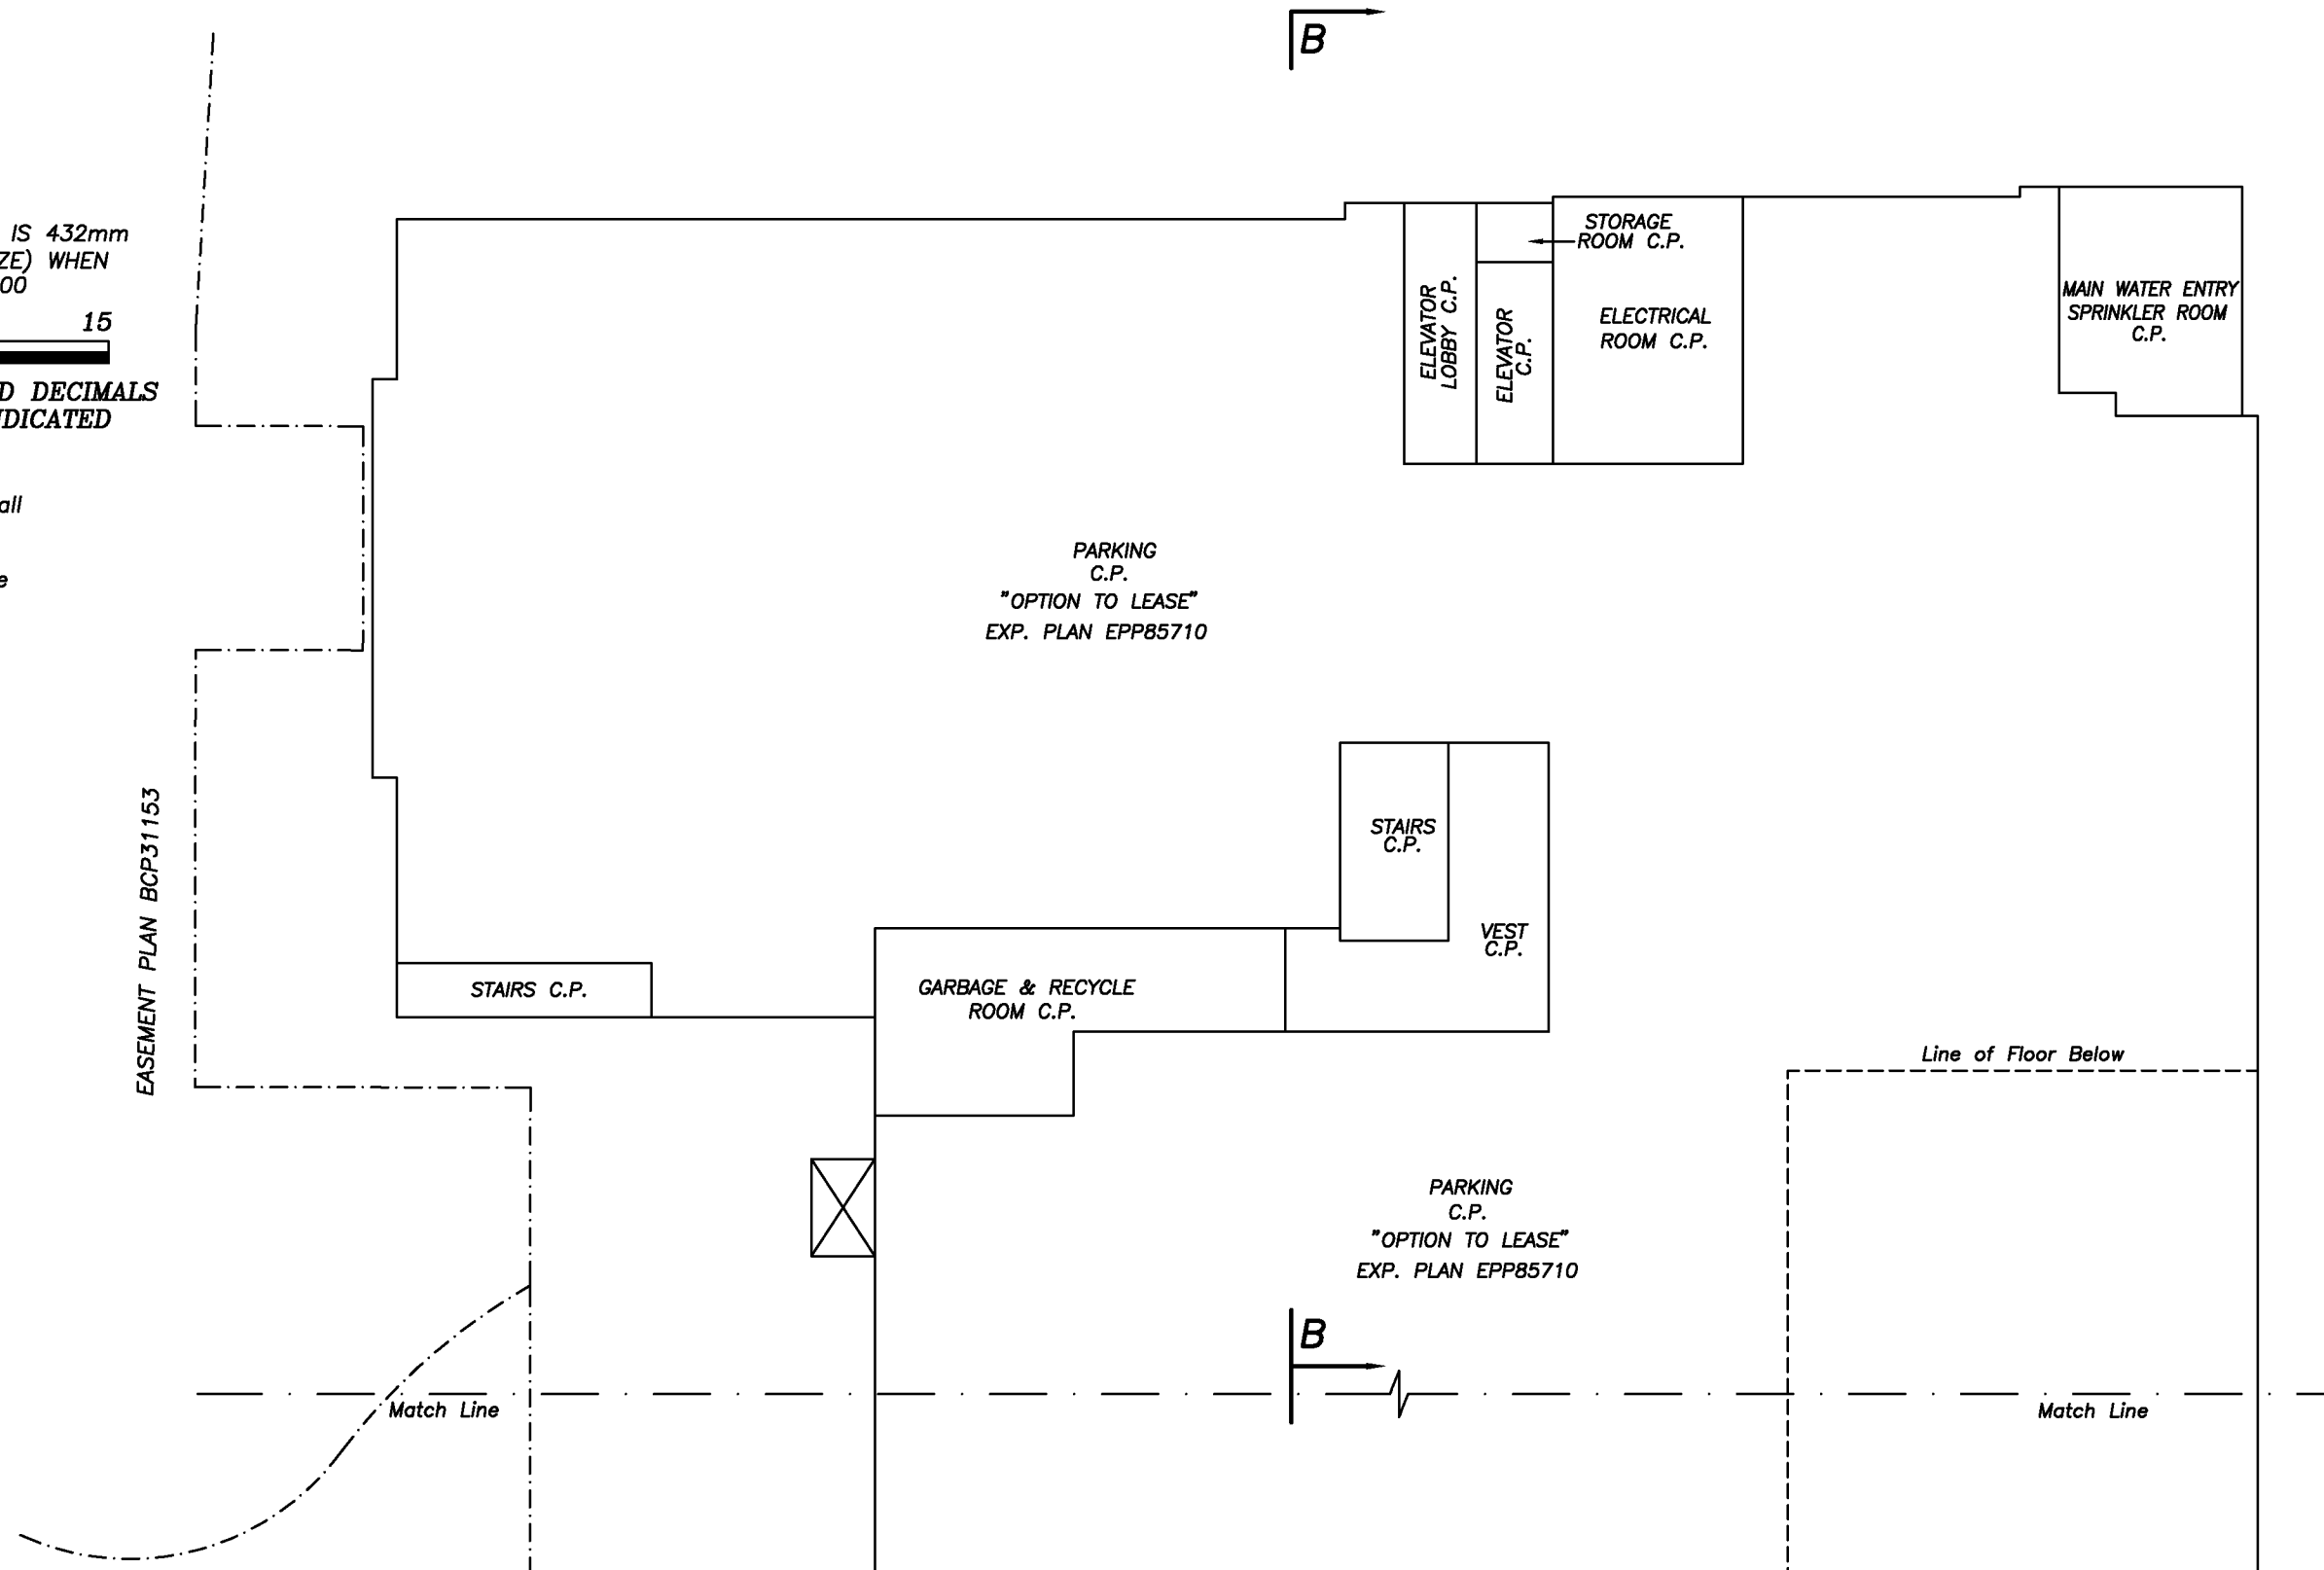 B
IS 432mm
ZE) WHEN
00
15
D DECIMALS
NDICATED
all
e
STORAGE
ROOM C.P.
ELEVATOR
LOBBY C.P.
ELEVATOR
C.P.
ELECTRICAL
ROOM C.P.
MAIN WATER ENTRY
SPRINKLER ROOM
C.P.
PARKING
C.P.
"OPTION TO LEASE"
EXP. PLAN EPP85710
EASEMENT PLAN BCP31153
STAIRS
C.P.
VEST
C.P.
STAIRS C.P.
GARBAGE & RECYCLE
ROOM C.P.
Line of Floor Below
PARKING
C.P.
"OPTION TO LEASE"
EXP. PLAN EPP85710
B
Match Line
Match Line